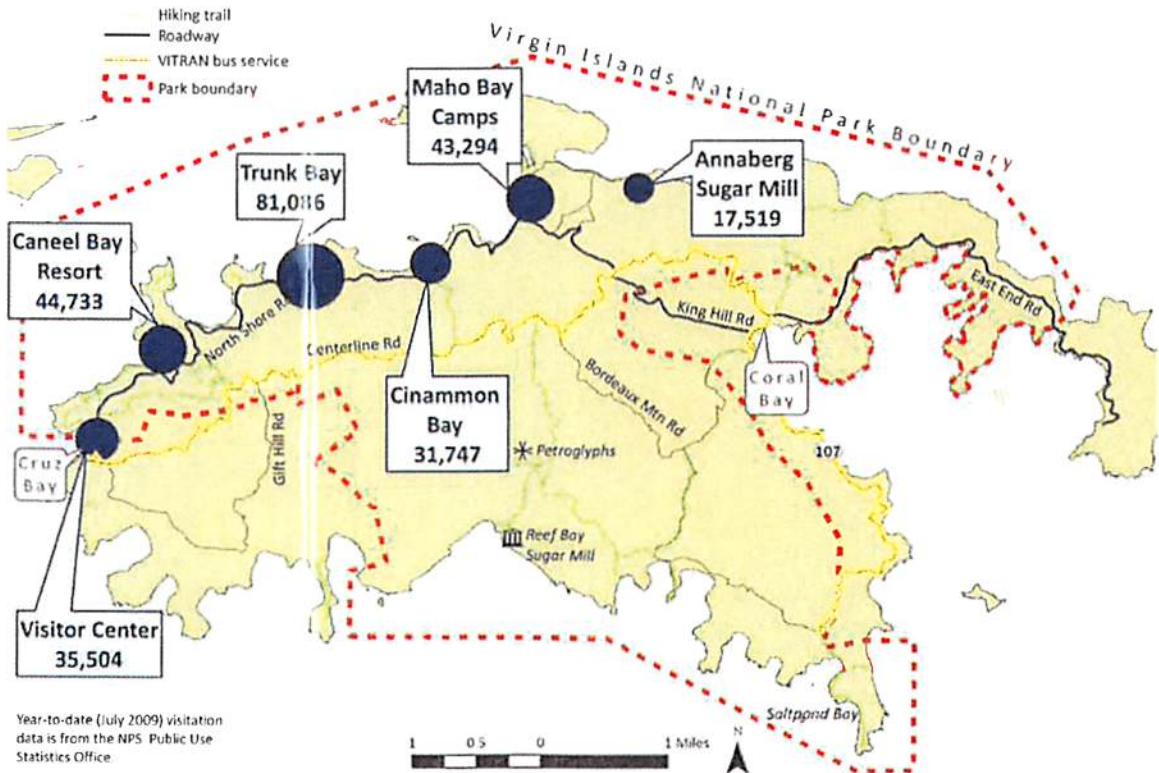 Hiking trail
Roadway
VITRAN bus service
Park boundary
Virgin Islands National Park Boundary
Maho Bay
Camps
43,294
Trunk Bay
81,086
Annaberg
Sugar Mill
17,519
Caneel Bay
Resort
44,733
North Shore Rd
Centerline Rd
King Hill Rd
East End Rd
Coral
Bay
Bordeaux Mtn Rd
Cinammon
Bay
31,747
Gift Hill Rd
Cruz
Bay
Petroglyphs
107
Reef Bay
Sugar Mill
Visitor Center
35,504
Saltpond Bay
Year-to-date (July 2009) visitation
data is from the NPS Public Use
Statistics Office
1 0.5 0 1 Miles
N